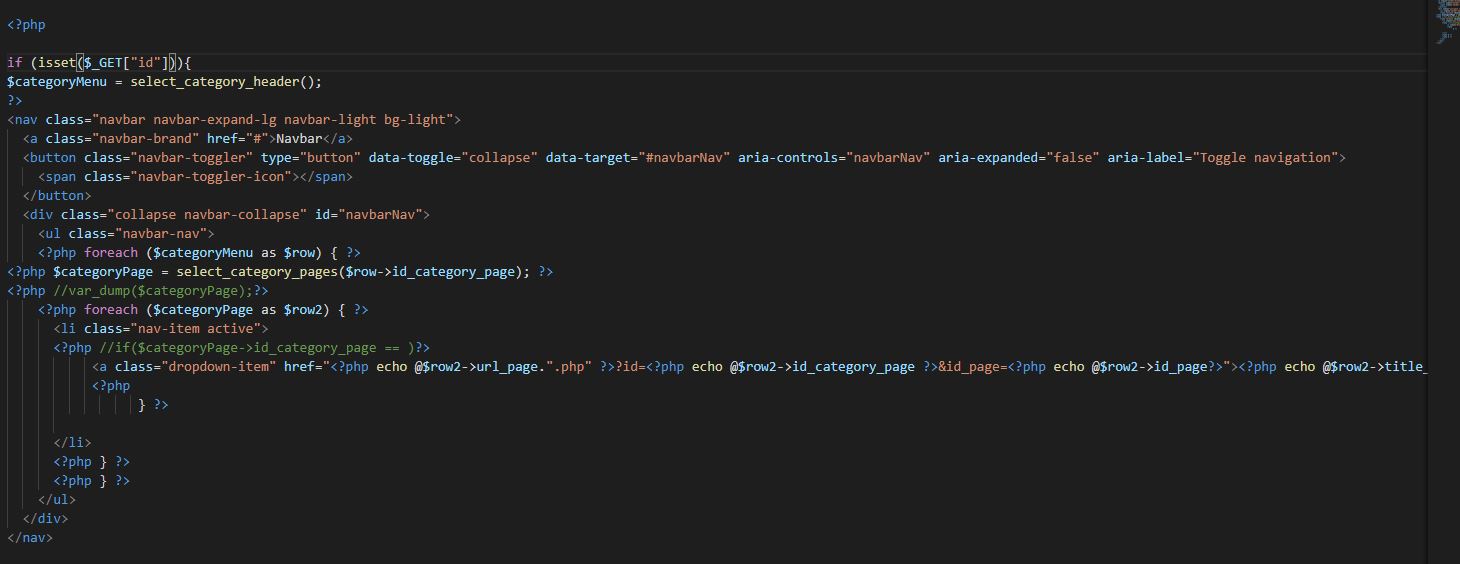 <?php
if (isset($_GET["id"])){
$categoryMenu = select_category_header();
?>
<nav class="navbar navbar-expand-lg navbar-light bg-light">
<a class="navbar-brand" href="#">Navbar</a>
<button class="navbar-toggler" type="button" data-toggle="collapse" data-target="#navbarNav" aria-controls="navbarNav" aria-expanded="false" aria-label="Toggle navigation">
<span class="navbar-toggler-icon"></span>
</button>
<div class="collapse navbar-collapse" id="navbarNav">
<ul class="navbar-nav">
<?php foreach ($categoryMenu as $row) { ?>
<?php $categoryPage = select_category_pages($row->id_category_page); ?>
<?php //var_dump($categoryPage);?>
<?php foreach ($categoryPage as $row2) { ?>
<li class="nav-item active">
<?php //if($categoryPage->id_category_page == )?>
<a class="dropdown-item" href="<?php echo @$row2->url_page.".php" ?>?id=<?php echo @$row2->id_category_page ?>&id_page=<?php echo @$row2->id_page?>"><?php echo @$row2->title_
<?php
} ?>
</li>
<?php } ?>
<?php } ?>
</ul>
</div>
</nav>